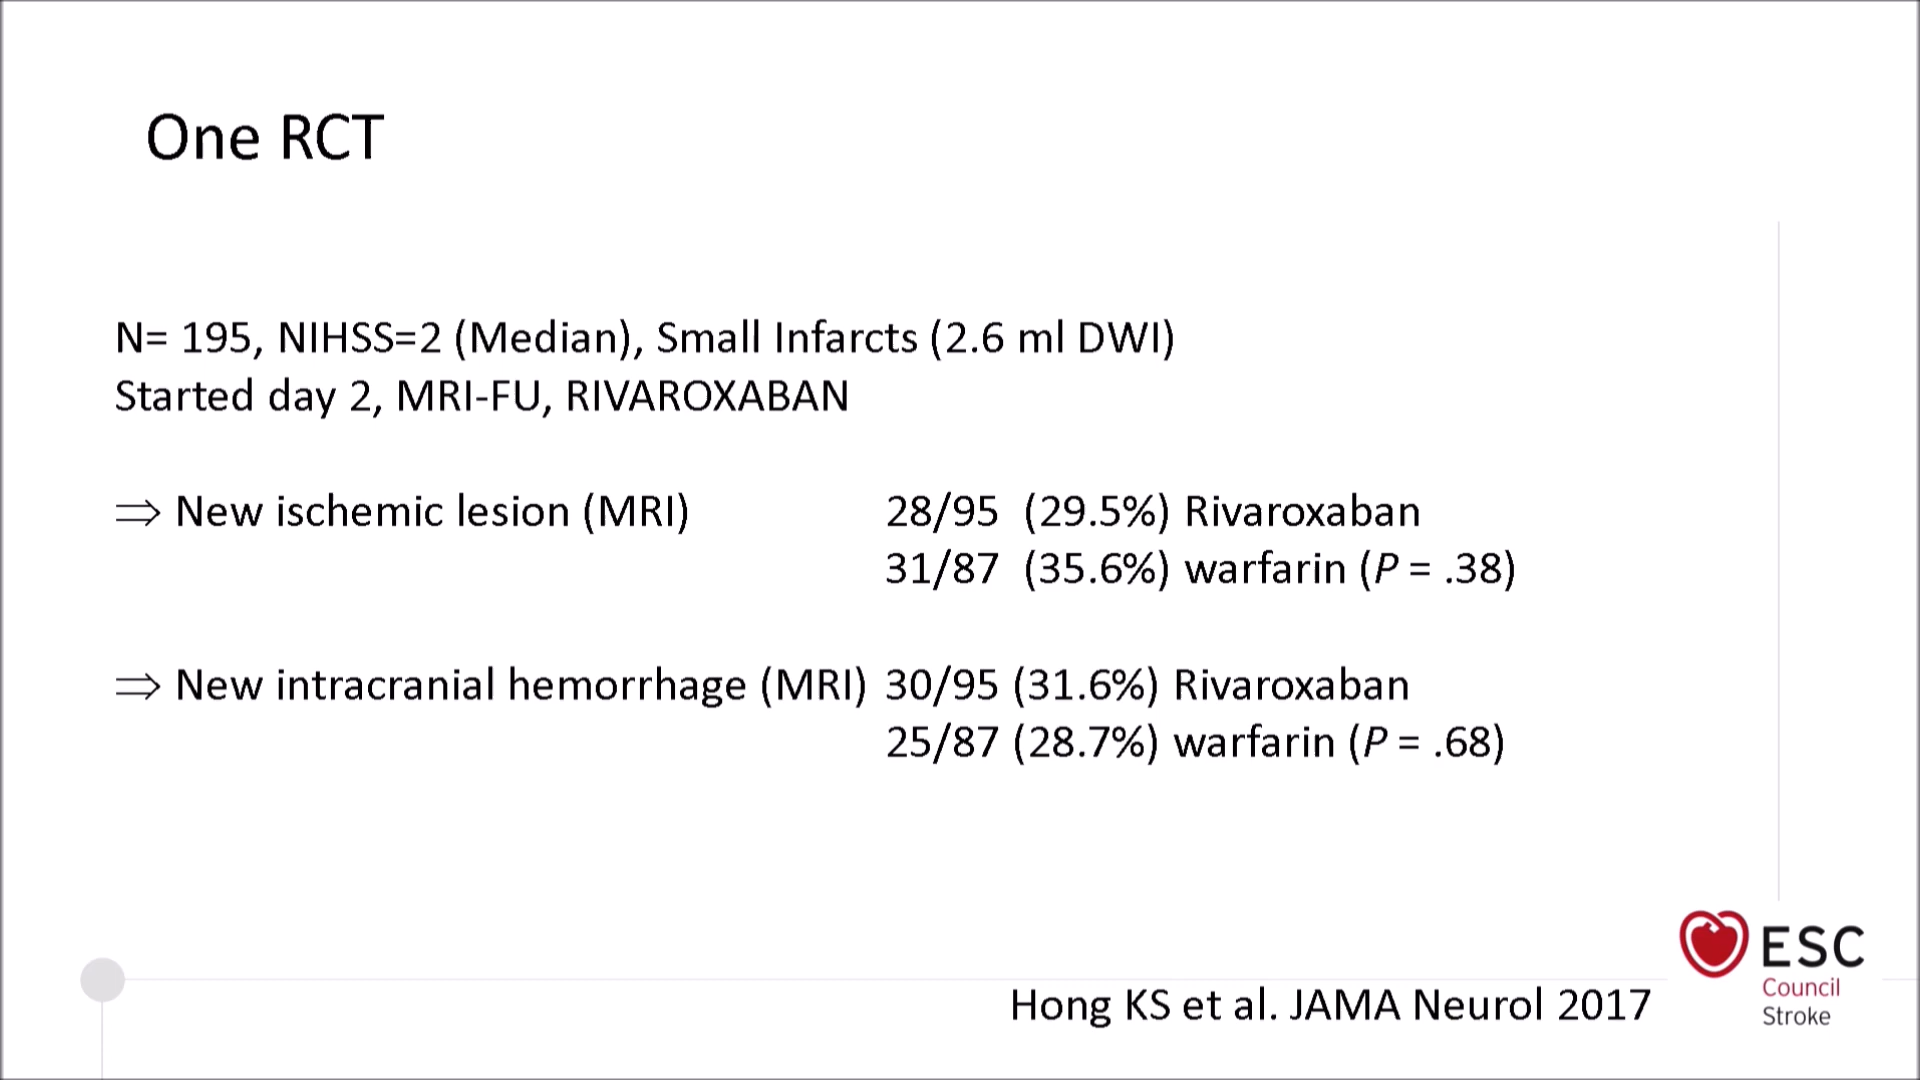 One RCT
N= 195, NIHSS=2 (Median), Small Infarcts (2.6 ml DWI)
Started day 2, MRI-FU, RIVAROXABAN
⇒ New ischemic lesion (MRI) 28/95 (29.5%) Rivaroxaban
31/87 (35.6%) warfarin (P = .38)
⇒ New intracranial hemorrhage (MRI) 30/95 (31.6%) Rivaroxaban
25/87 (28.7%) warfarin (P = .68)
Hong KS et al. JAMA Neurol 2017
ESC
Council
Stroke